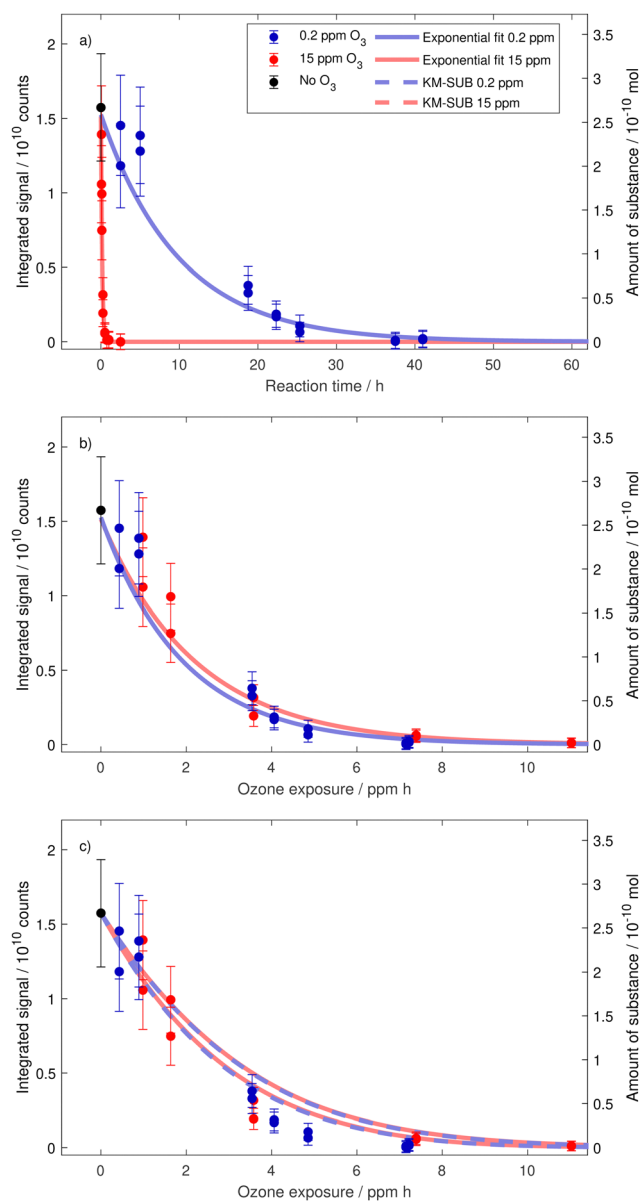 a)
0.2 ppm O3
15 ppm O3
No O3
Exponential fit 0.2 ppm
Exponential fit 15 ppm
KM-SUB 0.2 ppm
KM-SUB 15 ppm
Integrated signal / 10^10 counts
2
1.5
1
0.5
0
Amount of substance / 10^-10 mol
3.5
3
2.5
2
1.5
1
0.5
0
0 10 20 30 40 50 60
Reaction time / h
b)
Integrated signal / 10^10 counts
2
1.5
1
0.5
0
Amount of substance / 10^-10 mol
3.5
3
2.5
2
1.5
1
0.5
0
0 2 4 6 8 10
Ozone exposure / ppm h
c)
Integrated signal / 10^10 counts
2
1.5
1
0.5
0
Amount of substance / 10^-10 mol
3.5
3
2.5
2
1.5
1
0.5
0
0 2 4 6 8 10
Ozone exposure / ppm h